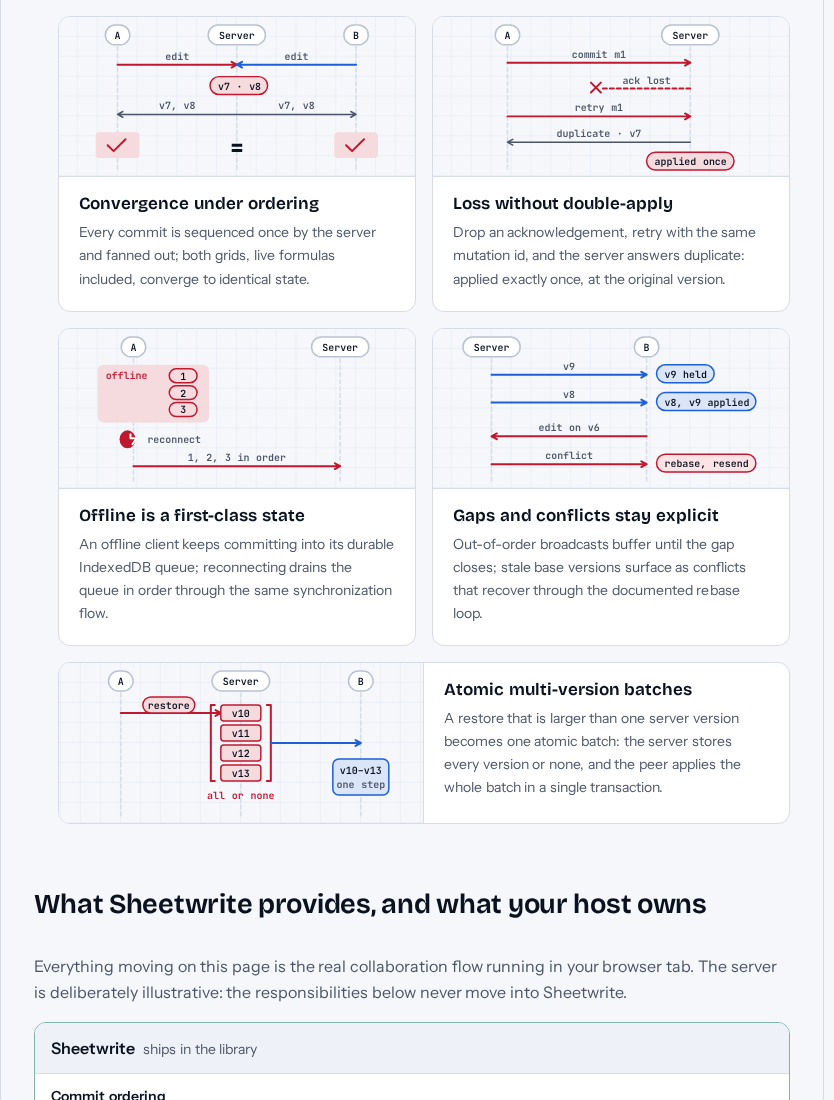 A
Server
B
edit
edit
v7 · v8
v7, v8
v7, v8
=
Convergence under ordering
Every commit is sequenced once by the server
and fanned out; both grids, live formulas
included, converge to identical state.
A
Server
commit m1
ack lost
retry m1
duplicate · v7
applied once
Loss without double-apply
Drop an acknowledgement, retry with the same
mutation id, and the server answers duplicate:
applied exactly once, at the original version.
A
Server
offline
1
2
3
reconnect
1, 2, 3 in order
Offline is a first-class state
An offline client keeps committing into its durable
IndexedDB queue; reconnecting drains the
queue in order through the same synchronization
flow.
Server
B
v9
v9 held
v8
v8, v9 applied
edit on v6
conflict
rebase, resend
Gaps and conflicts stay explicit
Out-of-order broadcasts buffer until the gap
closes; stale base versions surface as conflicts
that recover through the documented rebase
loop.
A
Server
B
restore
v10
v11
v12
v13
all or none
v10–v13
one step
Atomic multi-version batches
A restore that is larger than one server version
becomes one atomic batch: the server stores
every version or none, and the peer applies the
whole batch in a single transaction.
What Sheetwrite provides, and what your host owns
Everything moving on this page is the real collaboration flow running in your browser tab. The server
is deliberately illustrative: the responsibilities below never move into Sheetwrite.
Sheetwrite ships in the library
Commit ordering